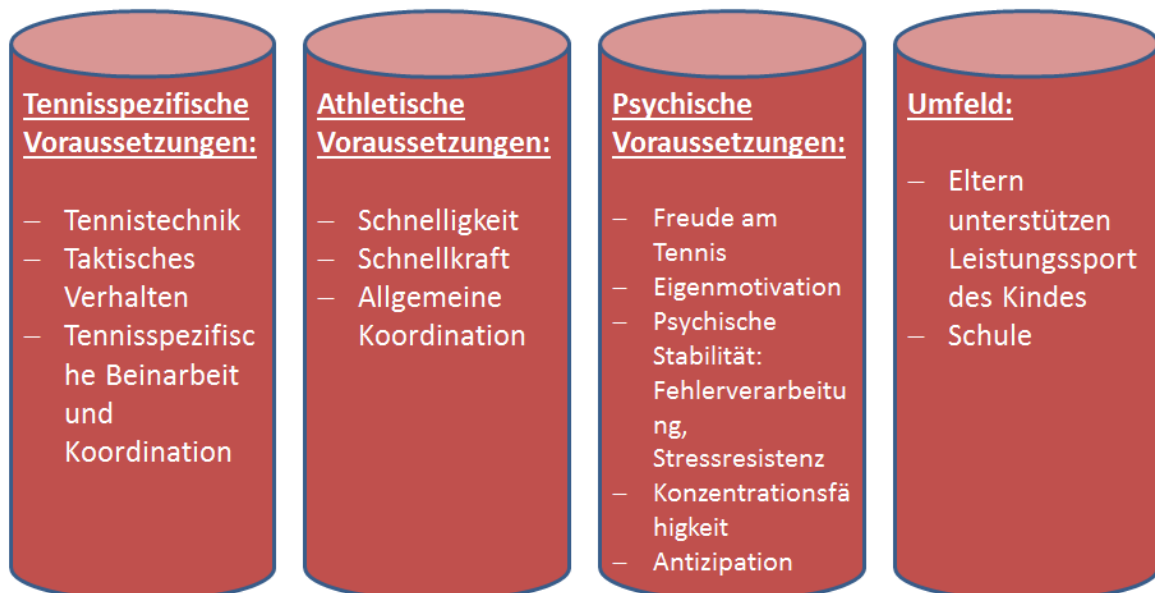 Tennisspezifische
Voraussetzungen:
– Tennistechnik
– Taktisches
Verhalten
– Tennisspezifisc
he Beinarbeit
und
Koordination
Athletische
Voraussetzungen:
– Schnelligkeit
– Schnellkraft
– Allgemeine
Koordination
Psychische
Voraussetzungen:
– Freude am
Tennis
– Eigenmotivation
– Psychische
Stabilität:
Fehlerverarbeitu
ng,
Stressresistenz
– Konzentrationsfä
higkeit
– Antizipation
Umfeld:
– Eltern
unterstützen
Leistungssport
des Kindes
– Schule